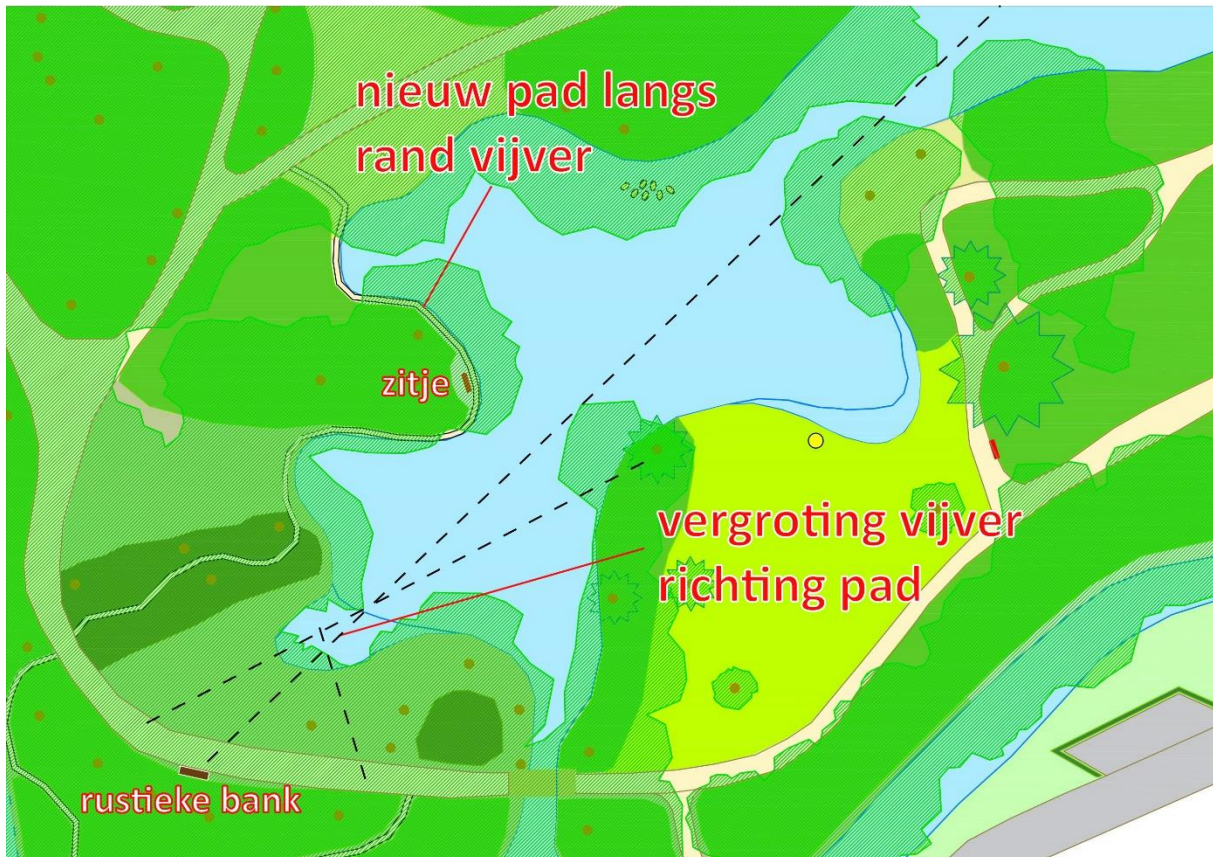 nieuw pad langs
rand vijver
zitje
vergroting vijver
richting pad
rustieke bank